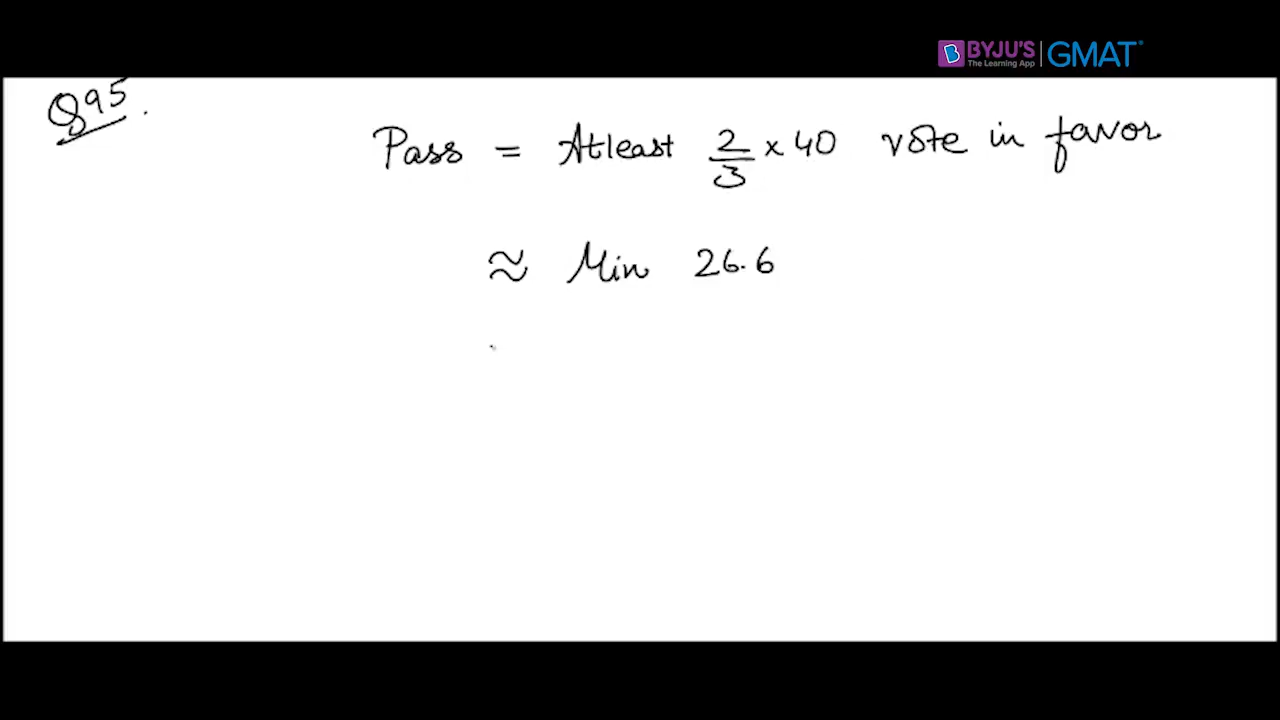 BYJU'S GMAT
The Learning App
Q95.
Pass = Atleast 2/3 x 40 vote in favor
≈ Min 26.6